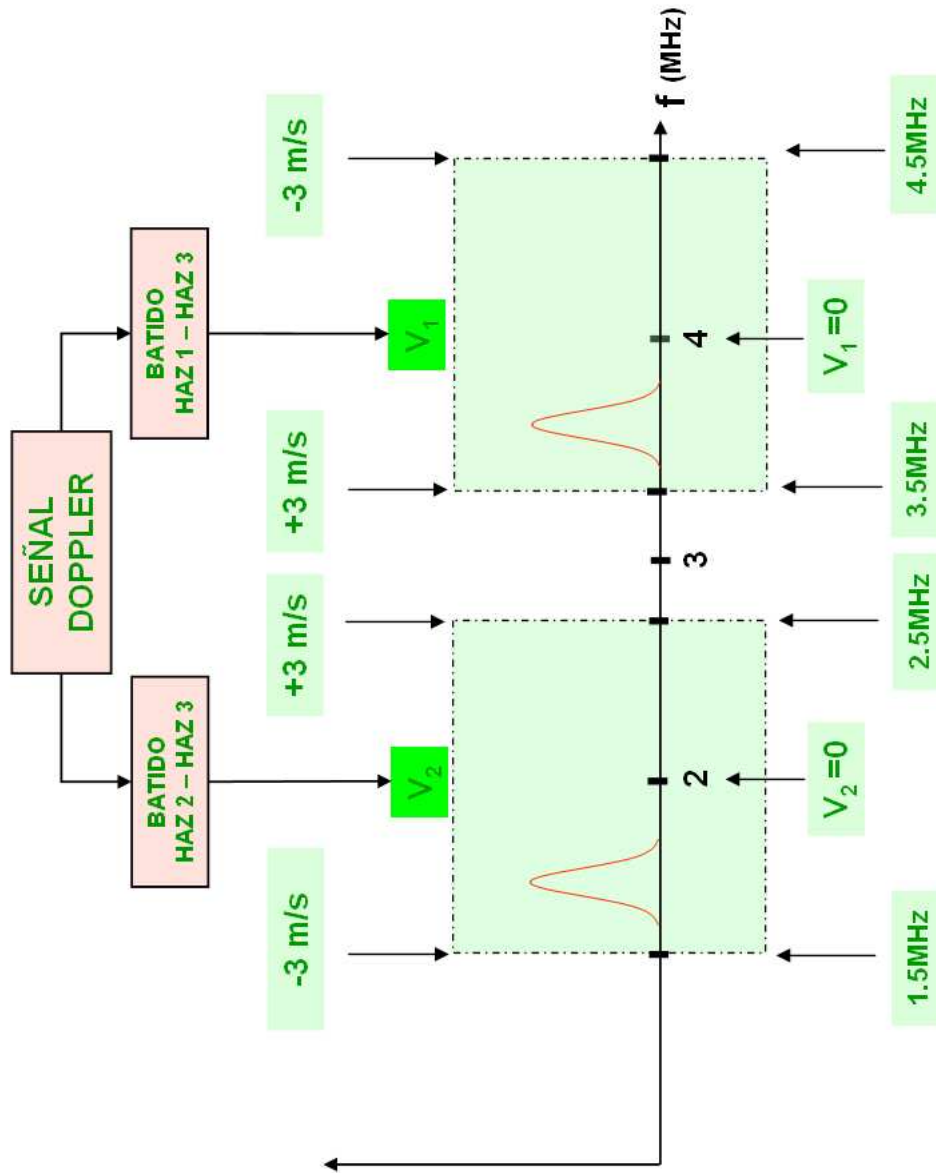 SEÑAL
DOPPLER
BATIDO
HAZ 2 – HAZ 3
BATIDO
HAZ 1 – HAZ 3
-3 m/s
+3 m/s
+3 m/s
-3 m/s
V2
V1
2
3
4
f (MHz)
V2 =0
V1 =0
1.5MHz
2.5MHz
3.5MHz
4.5MHz